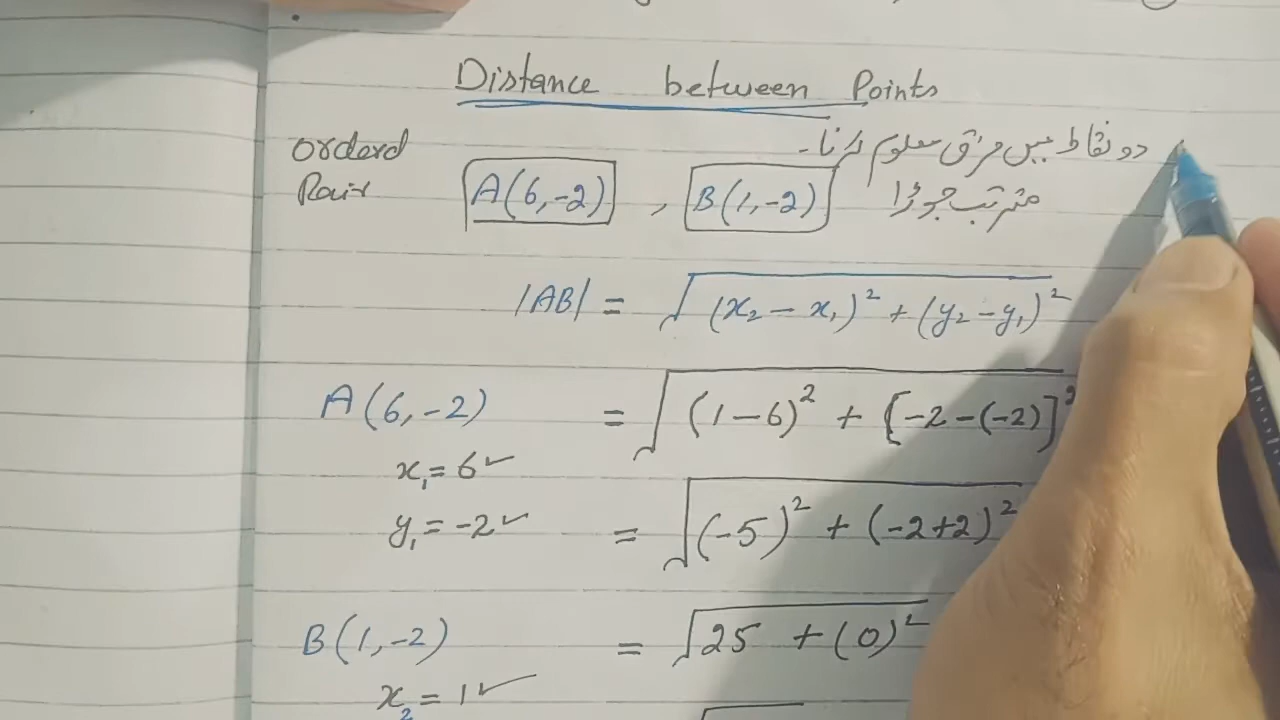 Distance between Points
دو نقاط میں فرق معلوم کرنا۔
orderd
Pair A(6,-2) , B(1,-2) مترتب جوڑا
|AB| = √(x₂ - x₁)² + (y₂ - y₁)²
A(6,-2) = √(1-6)² + [-2-(-2)]²
x₁ = 6 ✓
y₁ = -2 ✓ = √(-5)² + (-2+2)²
B(1,-2) = √25 + (0)²
x₂ = 1 ✓